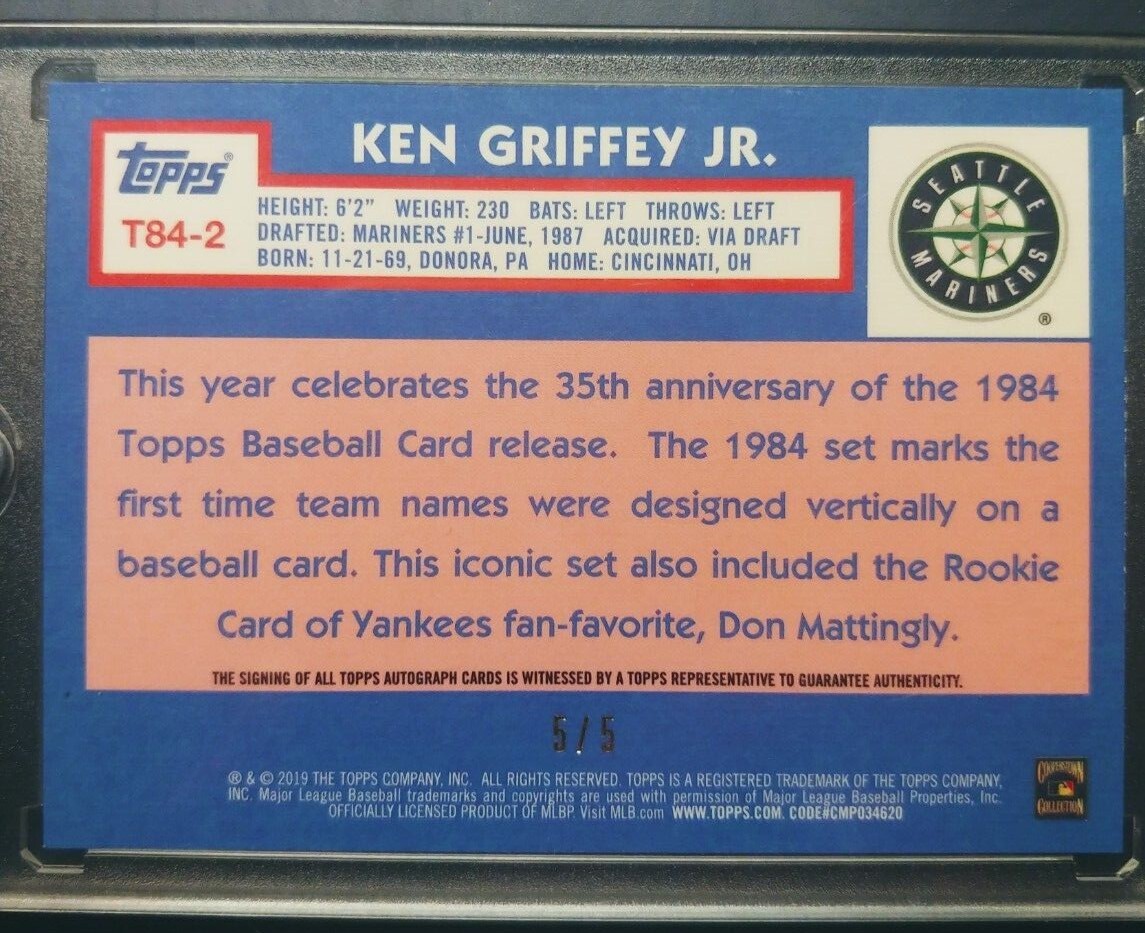 KEN GRIFFEY JR.
Topps®
T84-2
HEIGHT: 6'2" WEIGHT: 230 BATS: LEFT THROWS: LEFT
DRAFTED: MARINERS #1-JUNE, 1987 ACQUIRED: VIA DRAFT
BORN: 11-21-69, DONORA, PA HOME: CINCINNATI, OH
SEATTLE
MARINERS
®
This year celebrates the 35th anniversary of the 1984
Topps Baseball Card release. The 1984 set marks the
first time team names were designed vertically on a
baseball card. This iconic set also included the Rookie
Card of Yankees fan-favorite, Don Mattingly.
THE SIGNING OF ALL TOPPS AUTOGRAPH CARDS IS WITNESSED BY A TOPPS REPRESENTATIVE TO GUARANTEE AUTHENTICITY.
5/5
® & © 2019 THE TOPPS COMPANY, INC. ALL RIGHTS RESERVED. TOPPS IS A REGISTERED TRADEMARK OF THE TOPPS COMPANY,
INC. Major League Baseball trademarks and copyrights are used with permission of Major League Baseball Properties, Inc.
OFFICIALLY LICENSED PRODUCT OF MLBP. Visit MLB.com WWW.TOPPS.COM. CODE#CMP034620
COOPERSTOWN
COLLECTION